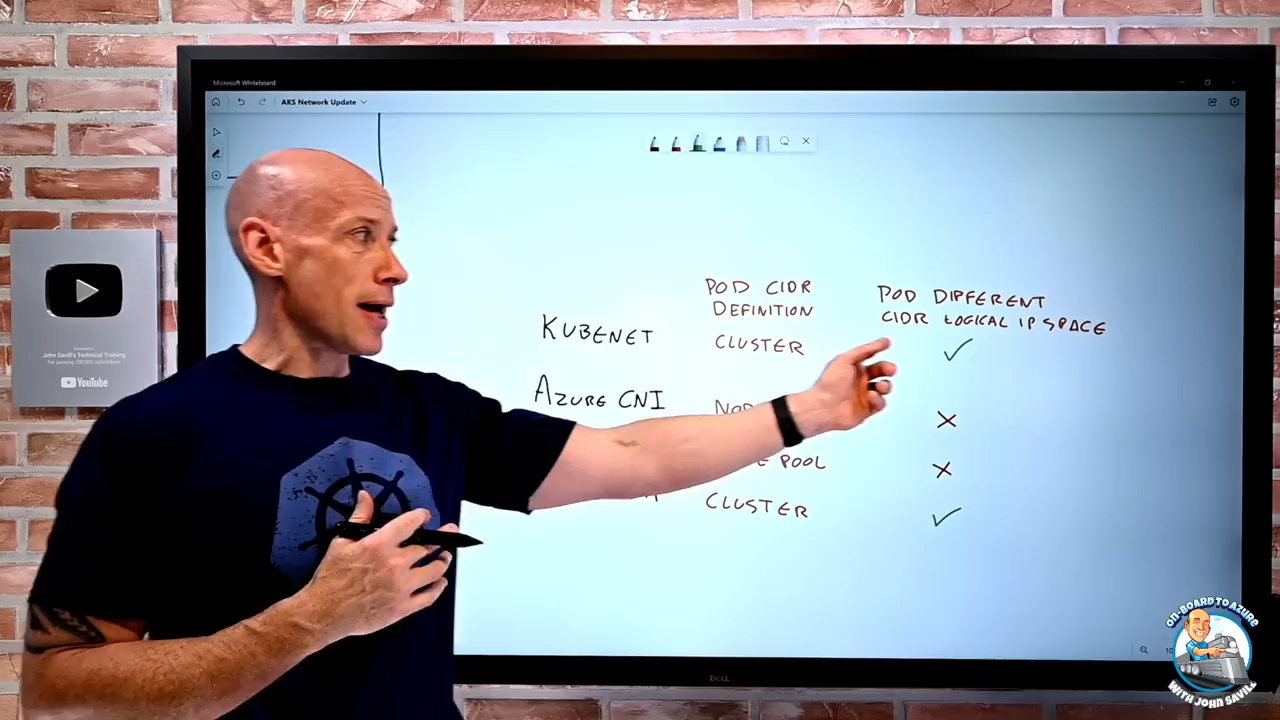 Microsoft Whiteboard
AKS Network Update
POD CIDR
DEFINITION
POD DIFFERENT
CIDR LOGICAL IP SPACE
KUBENET
CLUSTER
AZURE CNI
POOL
CLUSTER
John Savill's Technical Training
YouTube
DELL
ON-BOARD TO AZURE
WITH JOHN SAVILL